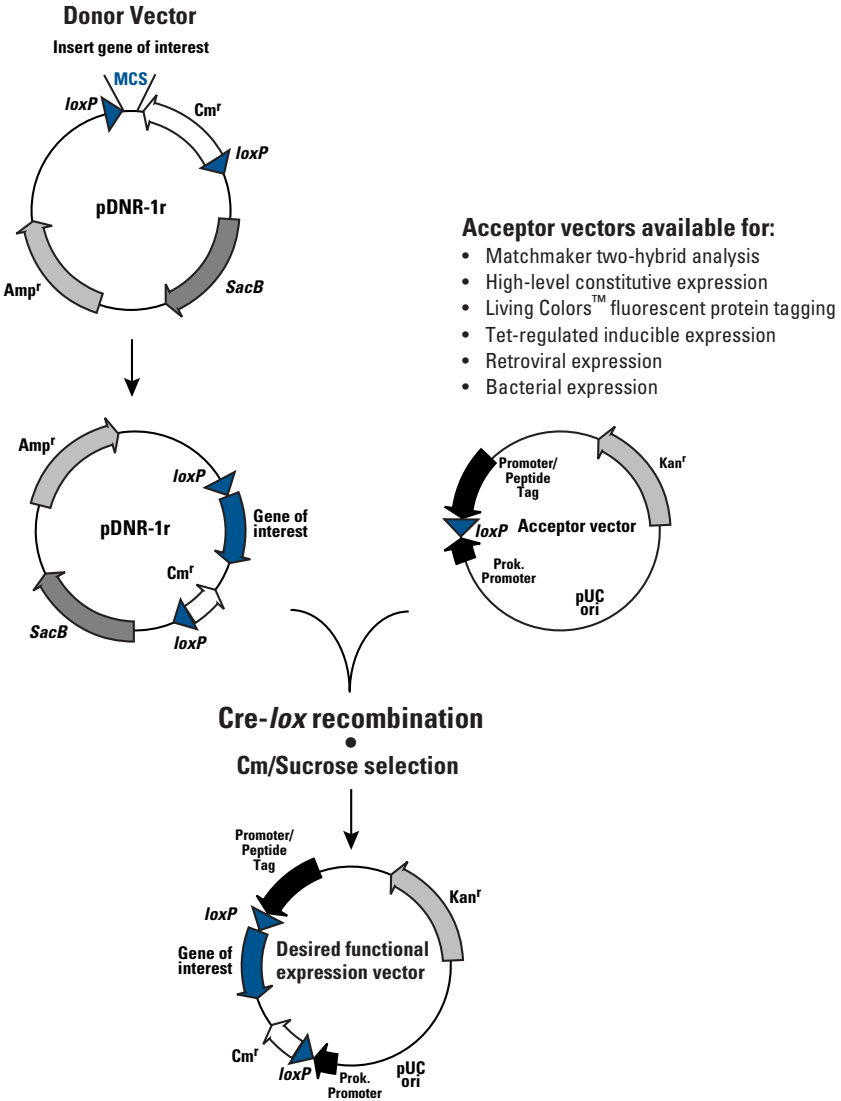 Donor Vector
Insert gene of interest
MCS
loxP
Cmr
loxP
pDNR-1r
Ampr
SacB
Acceptor vectors available for:
• Matchmaker two-hybrid analysis
• High-level constitutive expression
• Living Colors™ fluorescent protein tagging
• Tet-regulated inducible expression
• Retroviral expression
• Bacterial expression
Ampr
loxP
pDNR-1r
Gene of
interest
Cmr
SacB
loxP
Promoter/
Peptide
Tag
Kanr
loxP
Acceptor vector
Prok.
Promoter
pUC
ori
Cre-lox recombination
•
Cm/Sucrose selection
Promoter/
Peptide
Tag
Kanr
loxP
Gene of
interest
Desired functional
expression vector
Cmr
loxP
Prok.
Promoter
pUC
ori